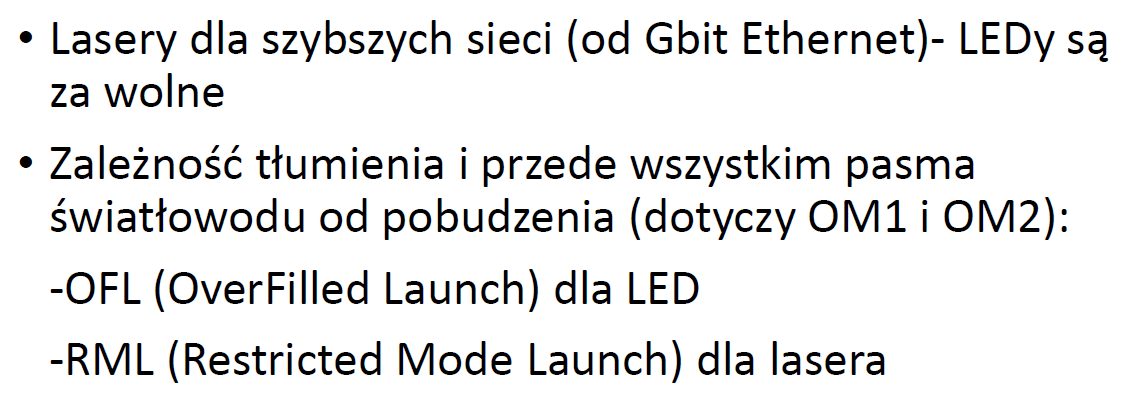 • Lasery dla szybszych sieci (od Gbit Ethernet)- LEDy są
za wolne
• Zależność tłumienia i przede wszystkim pasma
światłowodu od pobudzenia (dotyczy OM1 i OM2):
-OFL (OverFilled Launch) dla LED
-RML (Restricted Mode Launch) dla lasera